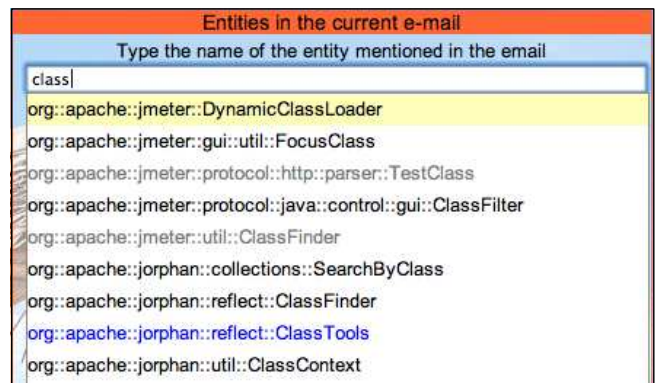 Entities in the current e-mail
Type the name of the entity mentioned in the email
class
org::apache::jmeter::DynamicClassLoader
org::apache::jmeter::gui::util::FocusClass
org::apache::jmeter::protocol::http::parser::TestClass
org::apache::jmeter::protocol::java::control::gui::ClassFilter
org::apache::jmeter::util::ClassFinder
org::apache::jorphan::collections::SearchByClass
org::apache::jorphan::reflect::ClassFinder
org::apache::jorphan::reflect::ClassTools
org::apache::jorphan::util::ClassContext